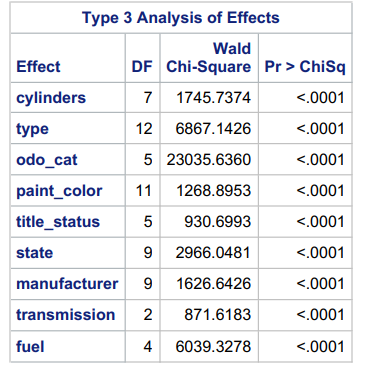 Type 3 Analysis of Effects
Effect DF Wald Chi-Square Pr > ChiSq
cylinders 7 1745.7374 <.0001
type 12 6867.1426 <.0001
odo_cat 5 23035.6360 <.0001
paint_color 11 1268.8953 <.0001
title_status 5 930.6993 <.0001
state 9 2966.0481 <.0001
manufacturer 9 1626.6426 <.0001
transmission 2 871.6183 <.0001
fuel 4 6039.3278 <.0001